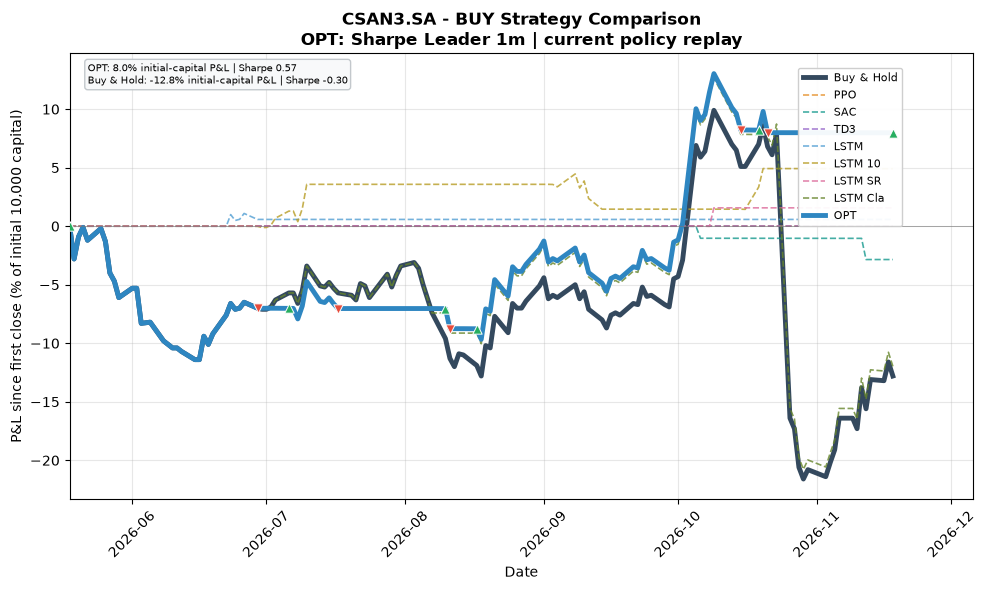 CSAN3.SA - BUY Strategy Comparison
OPT: Sharpe Leader 1m | current policy replay
OPT: 8.0% initial-capital P&L | Sharpe 0.57
Buy & Hold: -12.8% initial-capital P&L | Sharpe -0.30
Buy & Hold
PPO
SAC
TD3
LSTM
LSTM 10
LSTM SR
LSTM Cla
OPT
P&L since first close (% of initial 10,000 capital)
10
5
0
−5
−10
−15
−20
2026-06
2026-07
2026-08
2026-09
2026-10
2026-11
2026-12
Date